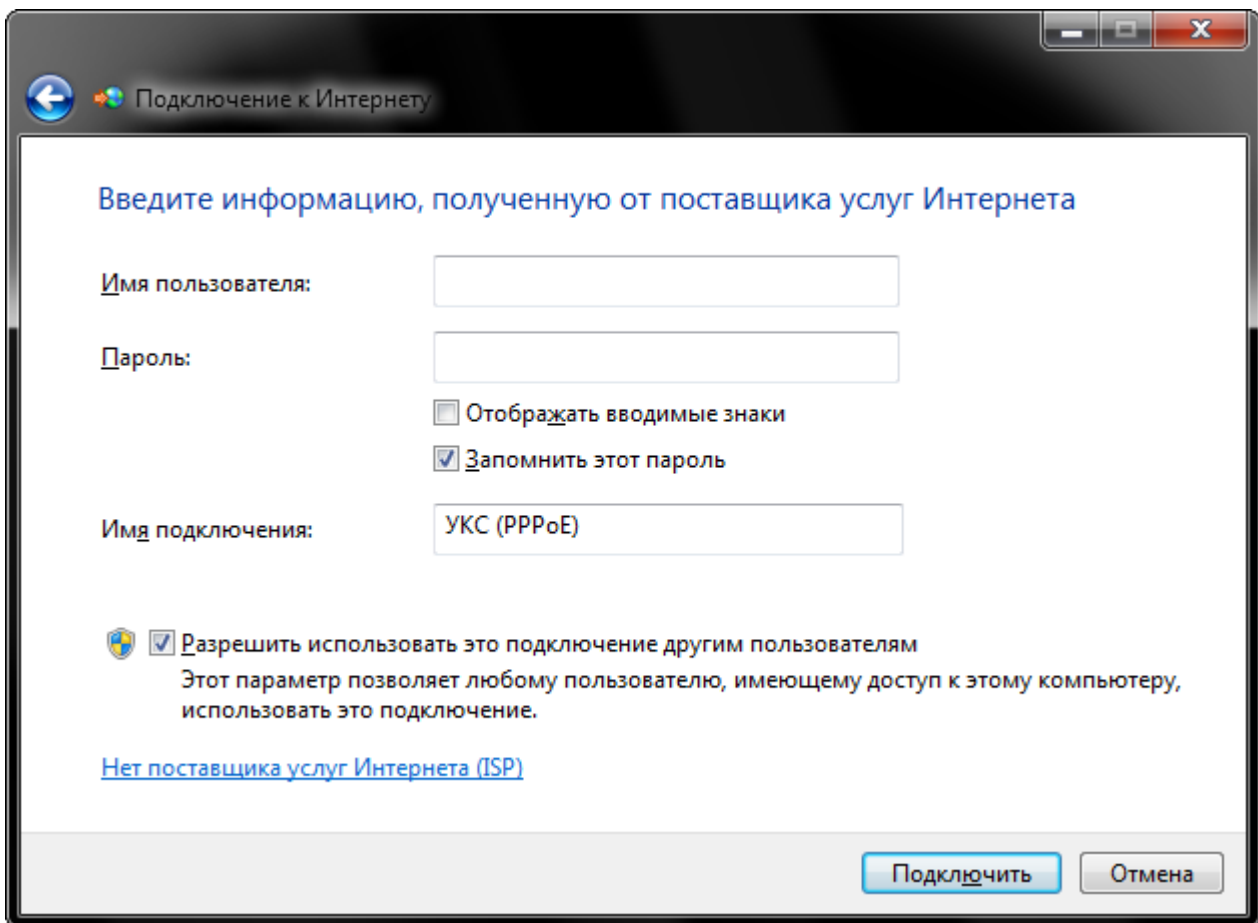 Подключение к Интернету
Введите информацию, полученную от поставщика услуг Интернета
Имя пользователя:
Пароль:
Отображать вводимые знаки
Запомнить этот пароль
Имя подключения: УКС (PPPoE)
Разрешить использовать это подключение другим пользователям
Этот параметр позволяет любому пользователю, имеющему доступ к этому компьютеру,
использовать это подключение.
Нет поставщика услуг Интернета (ISP)
Подключить Отмена